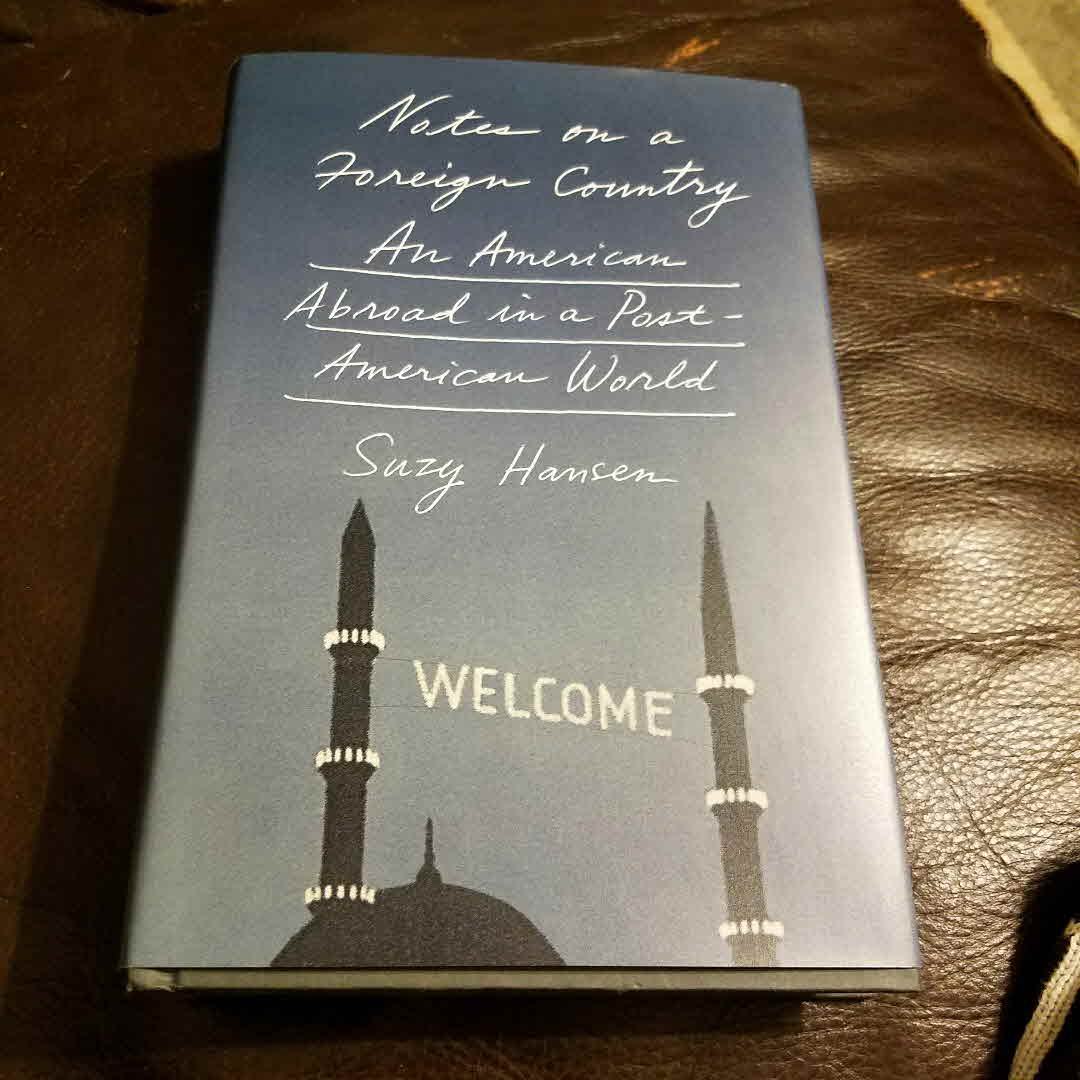 Notes on a
Foreign Country
An American
Abroad in a Post-
American World
Suzy Hansen
WELCOME